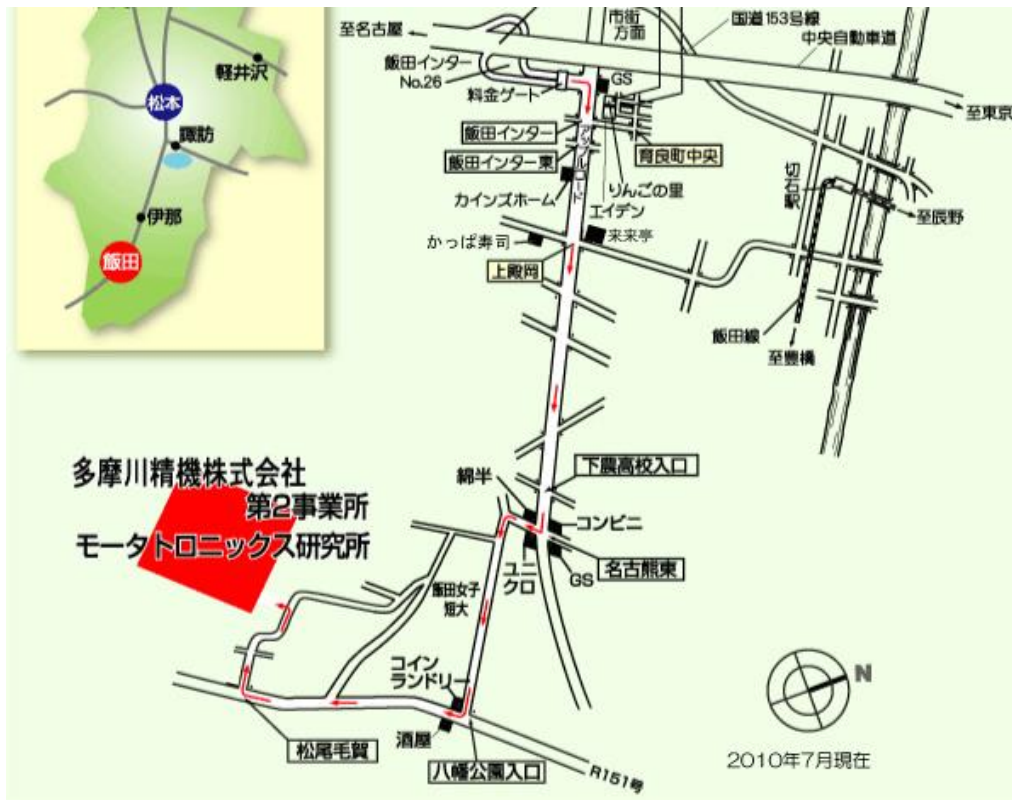 軽井沢
松本
諏訪
伊那
飯田
市街
方面
国道153号線
至名古屋
中央自動車道
飯田インター
No.26
GS
料金ゲート
至東京
飯田インター
アップルロード
育良町中央
飯田インター東
切石駅
りんごの里
カインズホーム
エイデン
至辰野
かっぱ寿司
来来亭
上殿岡
飯田線
至豊橋
多摩川精機株式会社
第2事業所
モータトロニックス研究所
綿半
下農高校入口
コンビニ
ユニ
クロ
GS
名古熊東
飯田女子
短大
コイン
ランドリー
酒屋
松尾毛賀
八幡公園入口
R151号
N
2010年7月現在